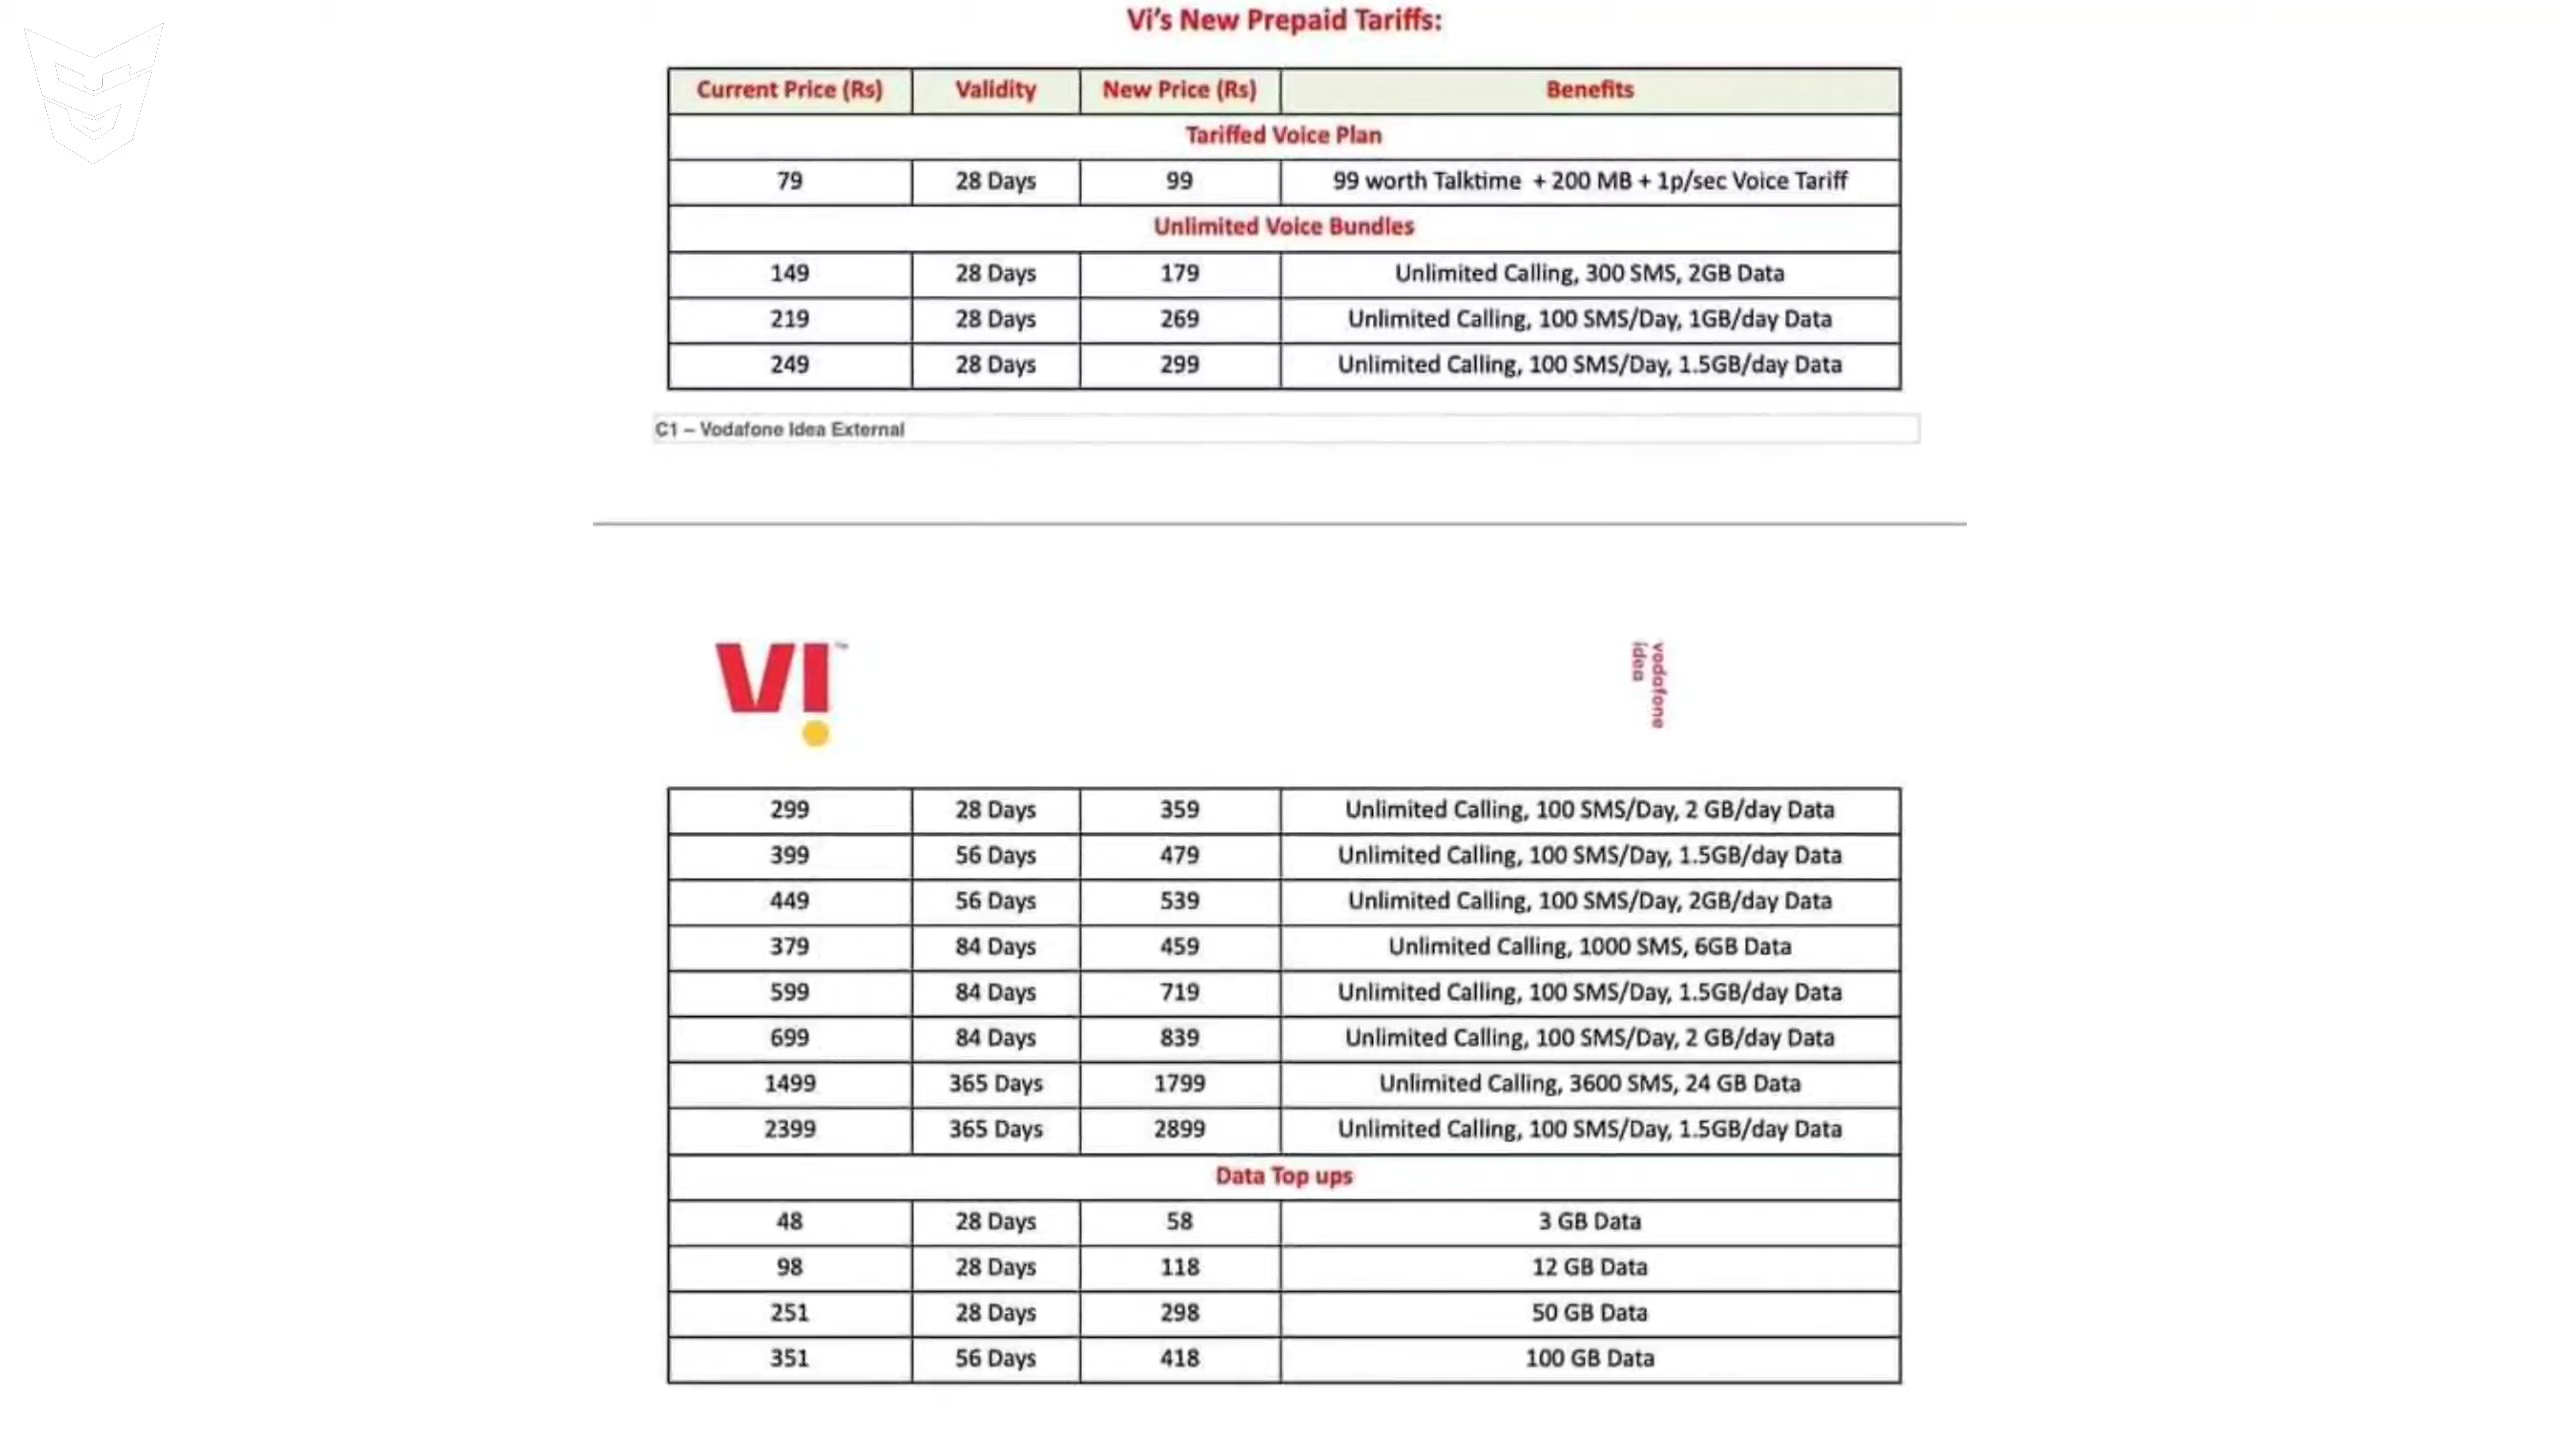 Vi's New Prepaid Tariffs:
Current Price (Rs) Validity New Price (Rs) Benefits
Tariffed Voice Plan
79 28 Days 99 99 worth Talktime + 200 MB + 1p/sec Voice Tariff
Unlimited Voice Bundles
149 28 Days 179 Unlimited Calling, 300 SMS, 2GB Data
219 28 Days 269 Unlimited Calling, 100 SMS/Day, 1GB/day Data
249 28 Days 299 Unlimited Calling, 100 SMS/Day, 1.5GB/day Data
C1 – Vodafone Idea External
VI™
vodafone
idea
299 28 Days 359 Unlimited Calling, 100 SMS/Day, 2 GB/day Data
399 56 Days 479 Unlimited Calling, 100 SMS/Day, 1.5GB/day Data
449 56 Days 539 Unlimited Calling, 100 SMS/Day, 2GB/day Data
379 84 Days 459 Unlimited Calling, 1000 SMS, 6GB Data
599 84 Days 719 Unlimited Calling, 100 SMS/Day, 1.5GB/day Data
699 84 Days 839 Unlimited Calling, 100 SMS/Day, 2 GB/day Data
1499 365 Days 1799 Unlimited Calling, 3600 SMS, 24 GB Data
2399 365 Days 2899 Unlimited Calling, 100 SMS/Day, 1.5GB/day Data
Data Top ups
48 28 Days 58 3 GB Data
98 28 Days 118 12 GB Data
251 28 Days 298 50 GB Data
351 56 Days 418 100 GB Data